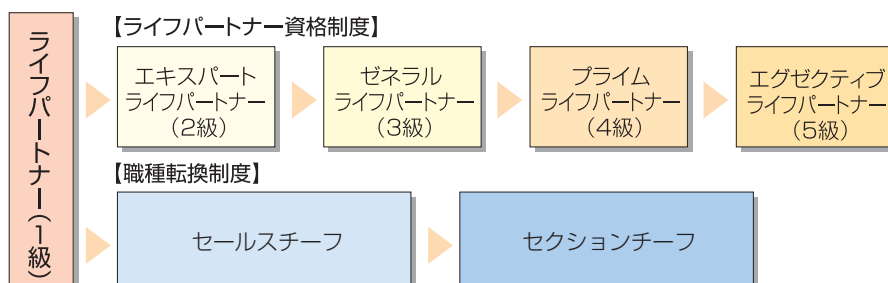 ライフパートナー(1級)
【ライフパートナー資格制度】
エキスパート
ライフパートナー
(2級)
ゼネラル
ライフパートナー
(3級)
プライム
ライフパートナー
(4級)
エグゼクティブ
ライフパートナー
(5級)
【職種転換制度】
セールスチーフ
セクションチーフ